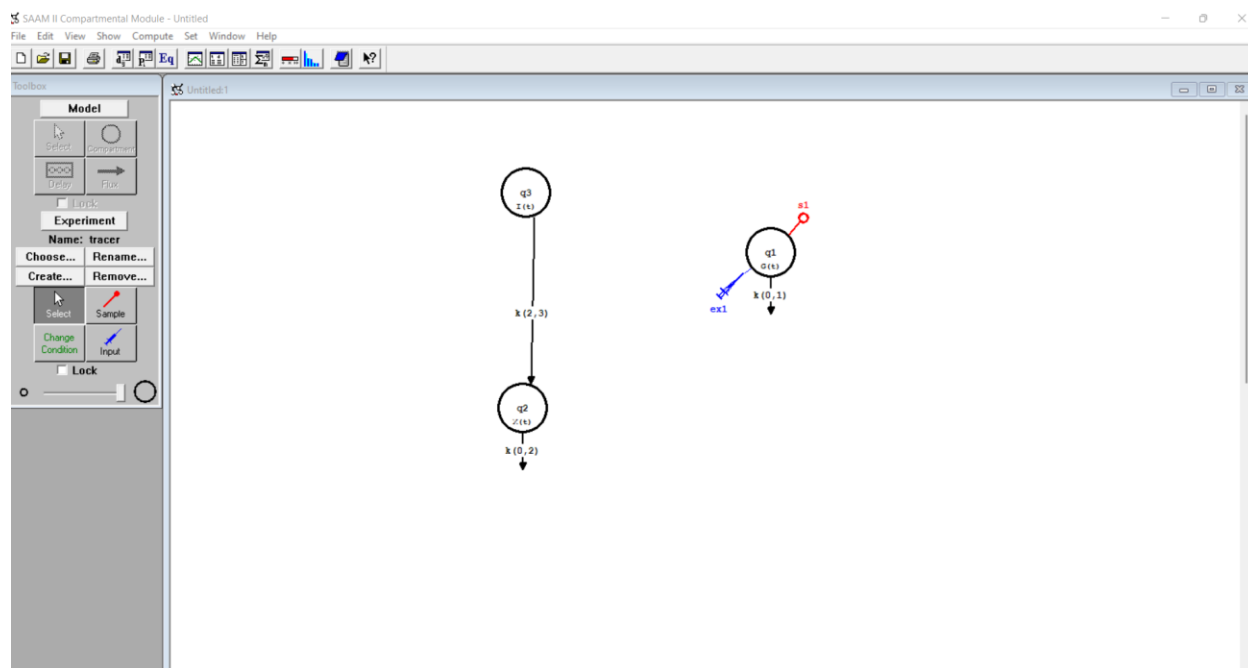 SAAM II Compartmental Module - Untitled
File Edit View Show Compute Set Window Help
Eq
Toolbox
Model
Select
Compartment
Delay
Flux
Lock
Experiment
Name: tracer
Choose... Rename...
Create... Remove...
Select
Sample
Change
Condition
Input
Lock
Untitled:1
q3
I(t)
k(2,3)
q2
Z(t)
k(0,2)
s1
q1
G(t)
k(0,1)
ex1